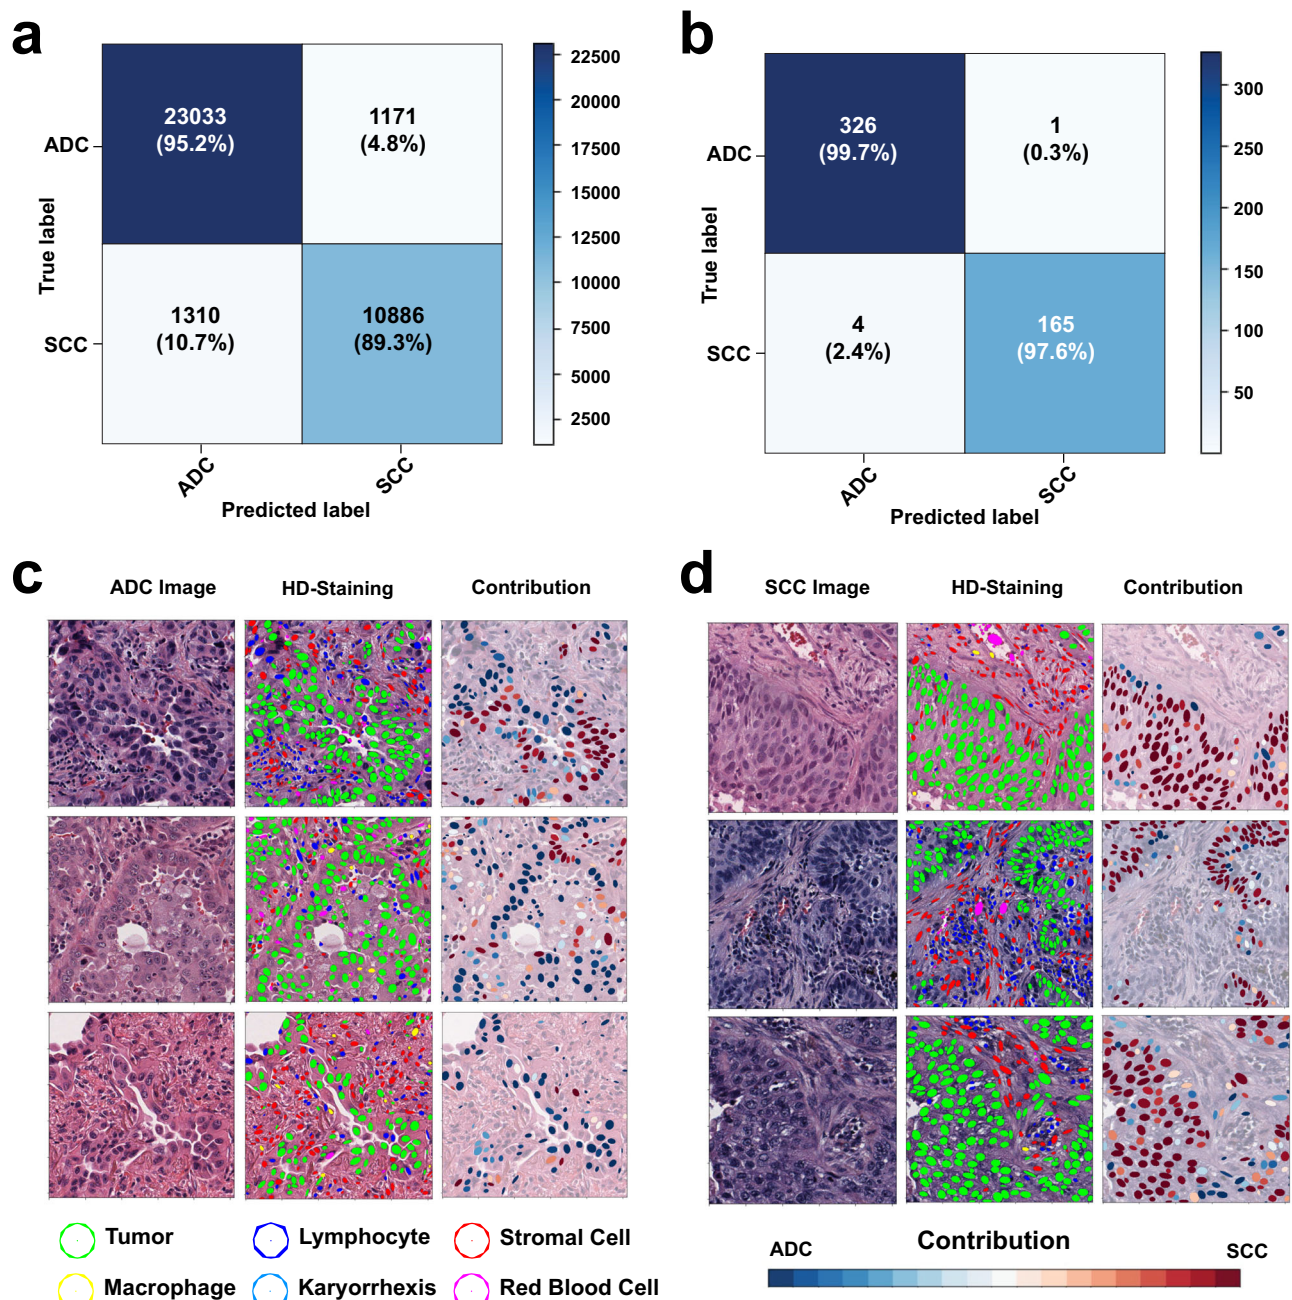 a
23033
(95.2%)
1171
(4.8%)
1310
(10.7%)
10886
(89.3%)
ADC
SCC
True label
ADC
SCC
Predicted label
22500
20000
17500
15000
12500
10000
7500
5000
2500
b
326
(99.7%)
1
(0.3%)
4
(2.4%)
165
(97.6%)
ADC
SCC
True label
ADC
SCC
Predicted label
300
250
200
150
100
50
c
ADC Image
HD-Staining
Contribution
Tumor
Lymphocyte
Stromal Cell
Macrophage
Karyorrhexis
Red Blood Cell
d
SCC Image
HD-Staining
Contribution
ADC
Contribution
SCC